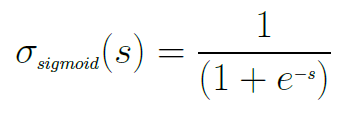 σ_sigmoid(s) = 1 / (1 + e^{-s})